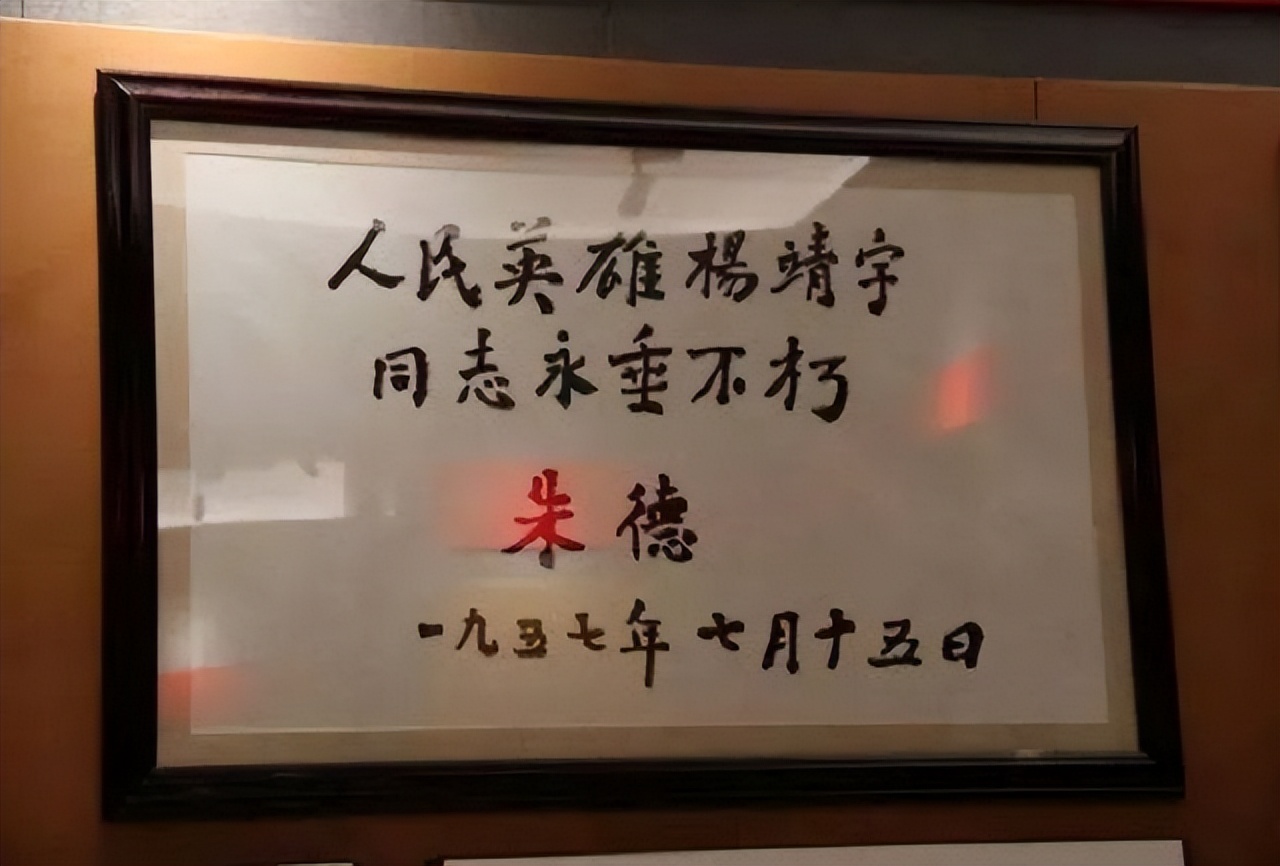 人民英雄楊靖宇
同志永垂不朽
朱德
一九五七年七月十五日